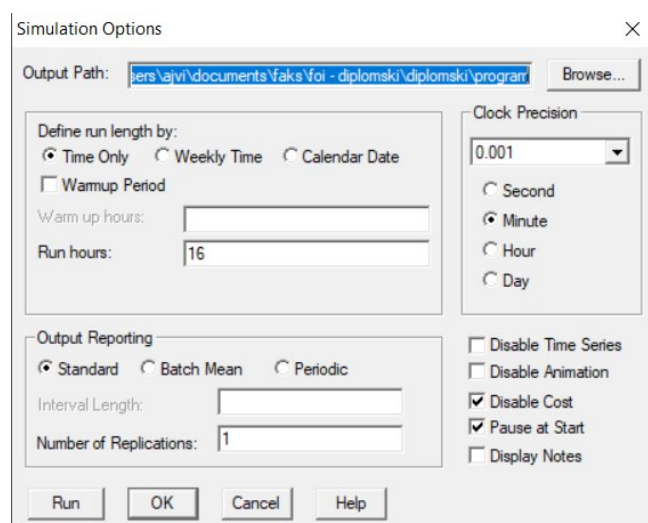 Simulation Options
Output Path: sers\ajvi\documents\faks\foi - diplomski\diplomski\program Browse...
Define run length by:
Time Only Weekly Time Calendar Date
Warmup Period
Warm up hours:
Run hours: 16
Clock Precision
0.001
Second
Minute
Hour
Day
Output Reporting
Standard Batch Mean Periodic
Interval Length:
Number of Replications: 1
Disable Time Series
Disable Animation
Disable Cost
Pause at Start
Display Notes
Run OK Cancel Help